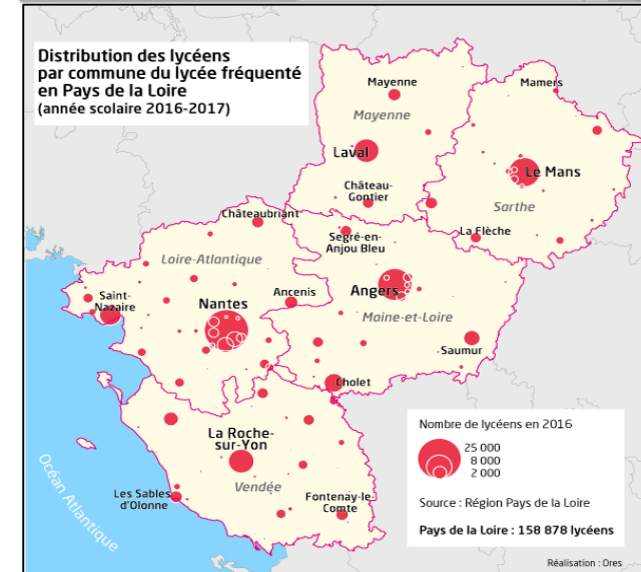 Distribution des lycéens
par commune du lycée fréquenté
en Pays de la Loire
(année scolaire 2016-2017)
Mayenne
Mamers
Mayenne
Laval
Le Mans
Château-
Gontier
Sarthe
Châteaubriant
La Flèche
Segré-en-
Anjou Bleu
Loire-Atlantique
Ancenis
Angers
Saint-
Nazaire
Nantes
Maine-et-Loire
Saumur
Cholet
La Roche-
sur-Yon
Vendée
Les Sables
d'Olonne
Fontenay-le-
Comte
Océan Atlantique
Nombre de lycéens en 2016
25 000
8 000
2 000
Source : Région Pays de la Loire
Pays de la Loire : 158 878 lycéens
Réalisation : Ores